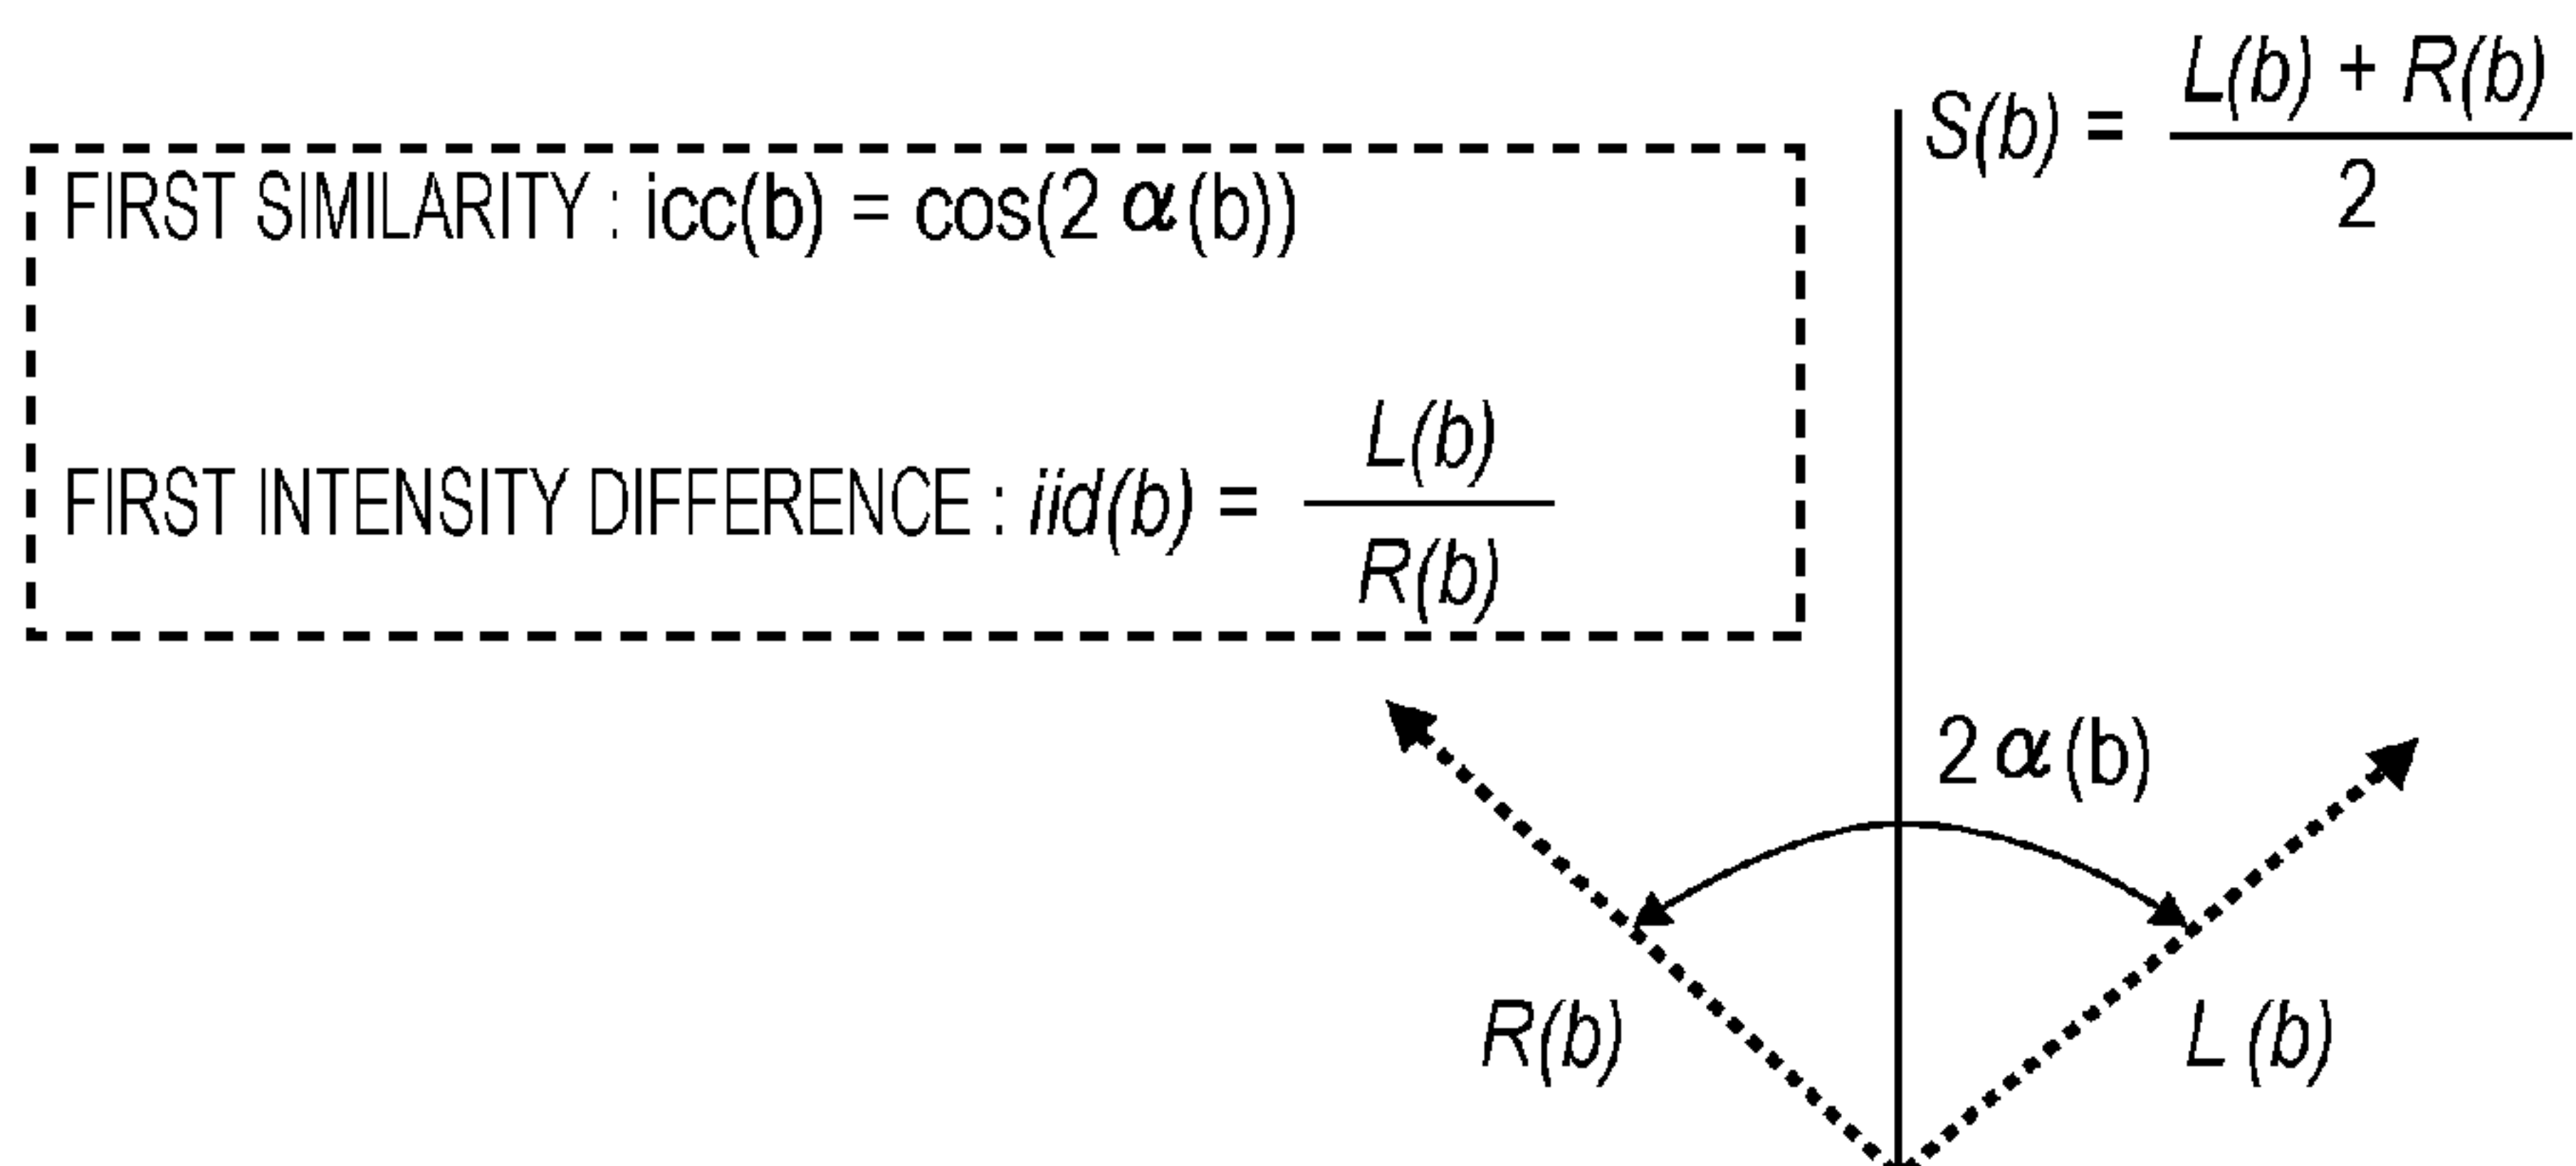 S(b) = L(b) + R(b) / 2
FIRST SIMILARITY : icc(b) = cos(2 α (b))
FIRST INTENSITY DIFFERENCE : iid(b) = L(b) / R(b)
2 α (b)
R(b)
L (b)